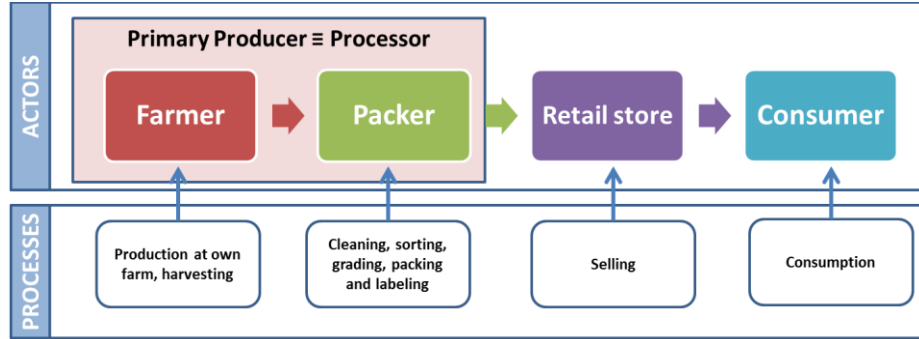 ACTORS
Primary Producer ≡ Processor
Farmer
Packer
Retail store
Consumer
PROCESSES
Production at own
farm, harvesting
Cleaning, sorting,
grading, packing
and labeling
Selling
Consumption